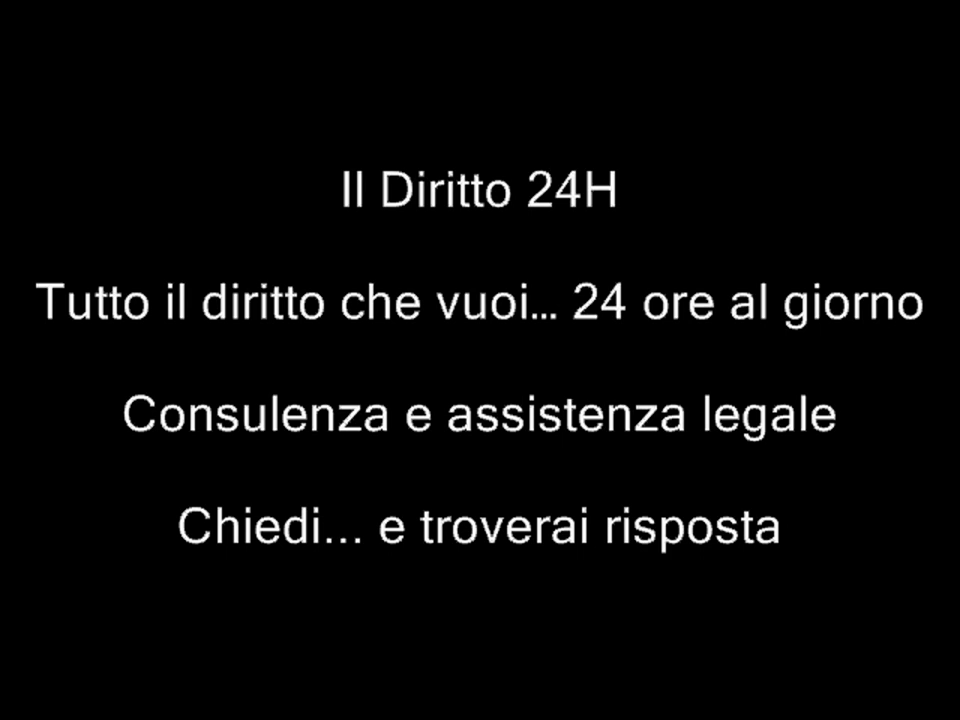 Il Diritto 24H
Tutto il diritto che vuoi... 24 ore al giorno
Consulenza e assistenza legale
Chiedi... e troverai risposta